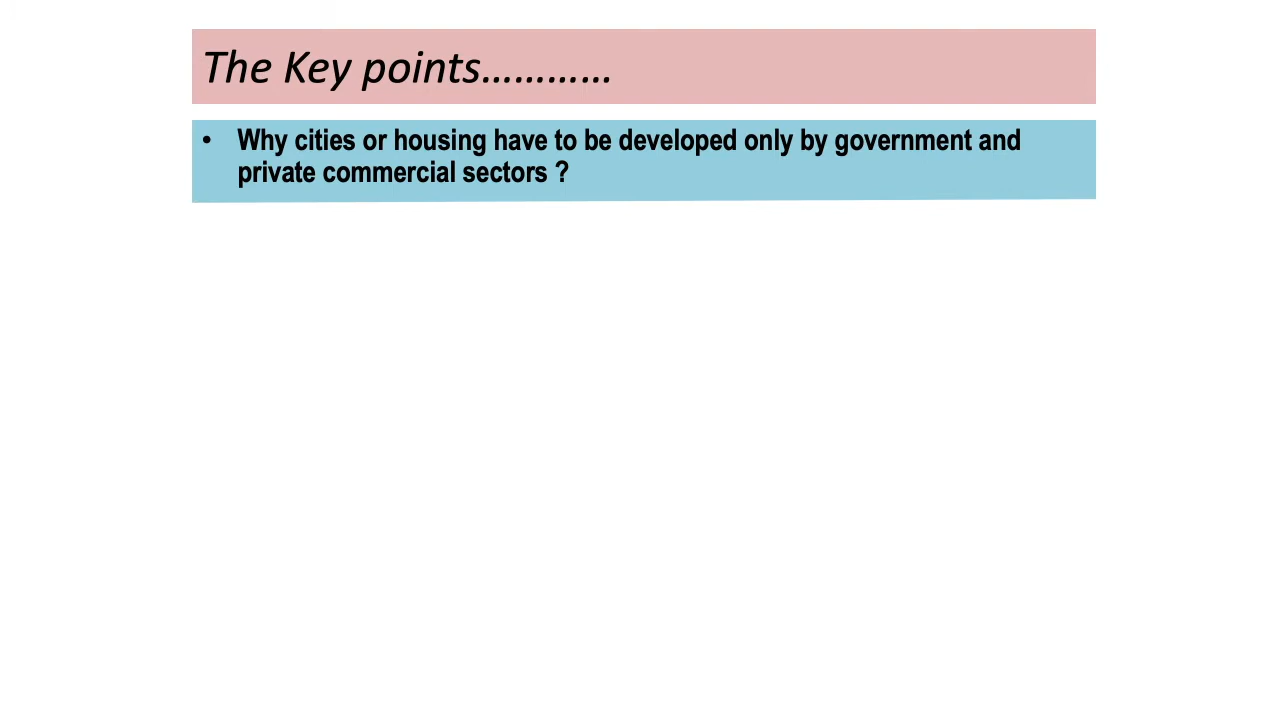 The Key points…………
• Why cities or housing have to be developed only by government and
private commercial sectors ?